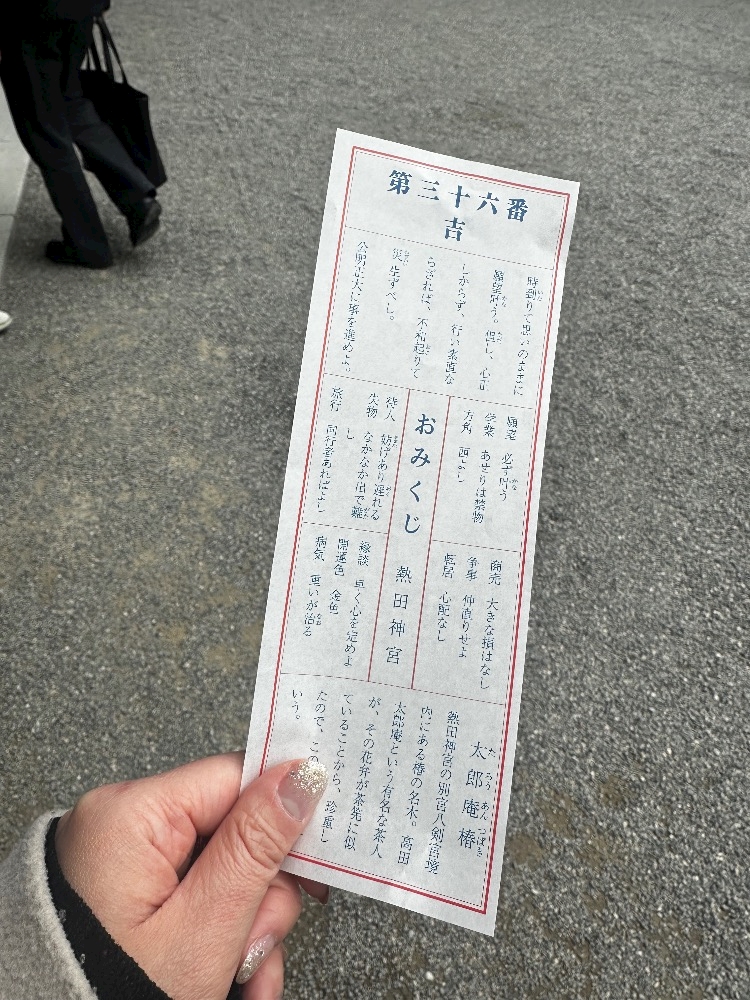 第三十六番
吉
時到りて思いのままに
願望叶う。但し、心正
しからず、行い素直な
らざれば、不和起りて
災生ずべし。
公明正大に事を進めよ。
願望 必ず叶う
学業 あせりは禁物
方角 西よし
おみくじ 熱田神宮
待人 妨げあり遅れる
失物 なかなか出で難
し
旅行 同行者あればよし
商売 大きな損はなし
争事 仲直りせよ
転居 心配なし
縁談 早く心を定めよ
開運色 金色
病気 重いが治る
太郎庵椿
熱田神宮の別宮八剣宮境
内にある椿の名木。高田
太郎庵という有名な茶人
が、その花弁が茶筅に似
ていることから、珍重し
たので、この
いう。